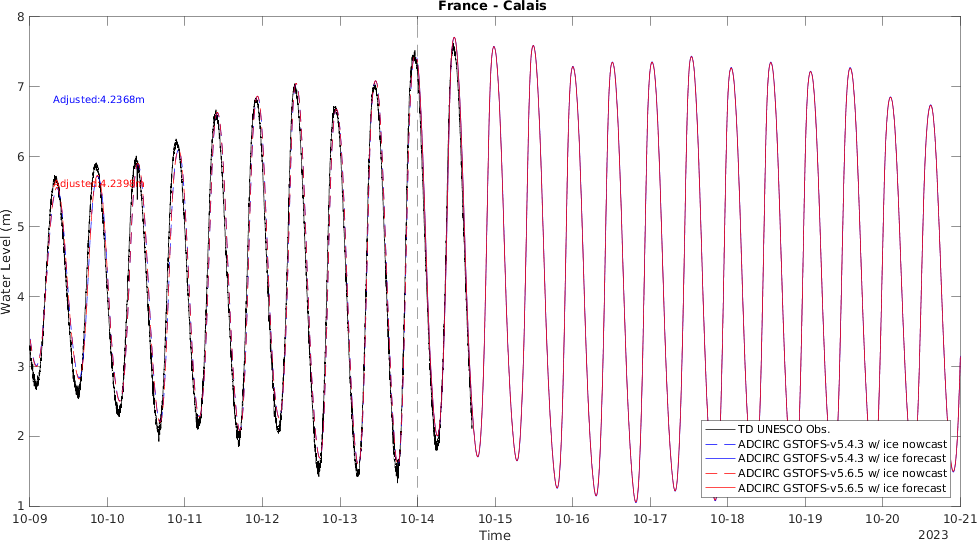 France - Calais
8
7
6
5
4
3
2
1
Water Level (m)
Adjusted:4.2368m
Adjusted:4.2398m
TD UNESCO Obs.
ADCIRC GSTOFS-v5.4.3 w/ ice nowcast
ADCIRC GSTOFS-v5.4.3 w/ ice forecast
ADCIRC GSTOFS-v5.6.5 w/ ice nowcast
ADCIRC GSTOFS-v5.6.5 w/ ice forecast
10-09 10-10 10-11 10-12 10-13 10-14 10-15 10-16 10-17 10-18 10-19 10-20 10-21
Time
2023